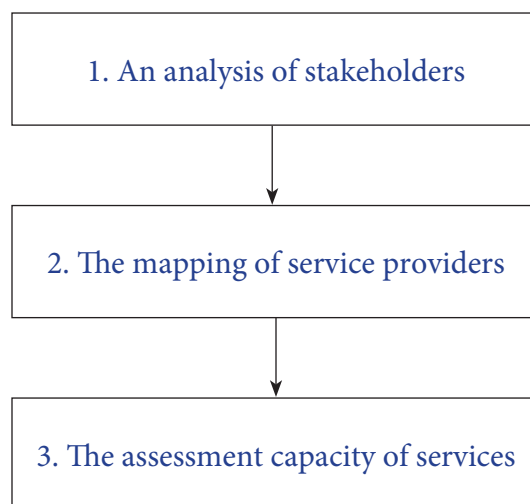 1. An analysis of stakeholders
2. The mapping of service providers
3. The assessment capacity of services